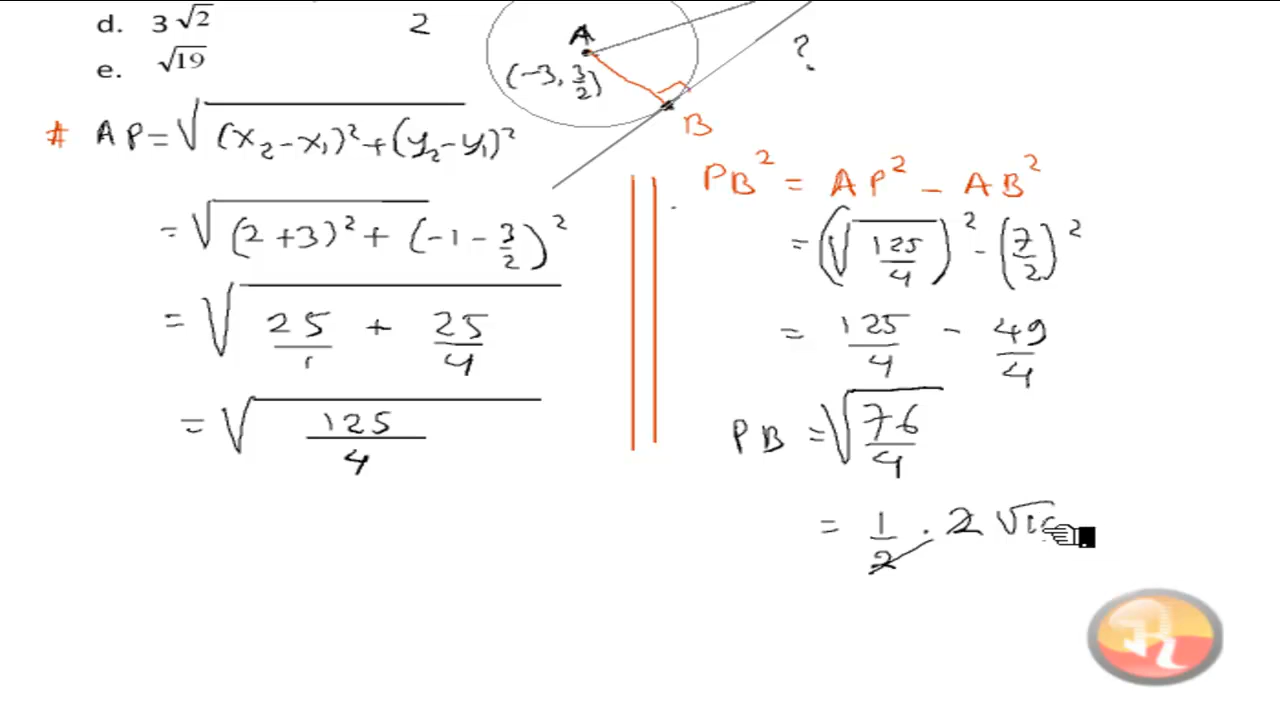 d. 3√2
2
e. √19
A
(-3, 3/2)
?
B
# AP = √((x₂ - x₁)² + (y₂ - y₁)²)
= √((2+3)² + (-1 - 3/2)²)
= √(25/1 + 25/4)
= √(125/4)
PB² = AP² - AB²
= (√(125/4))² - (7/2)²
= 125/4 - 49/4
PB = √(76/4)
= 1/2 . 2 √1